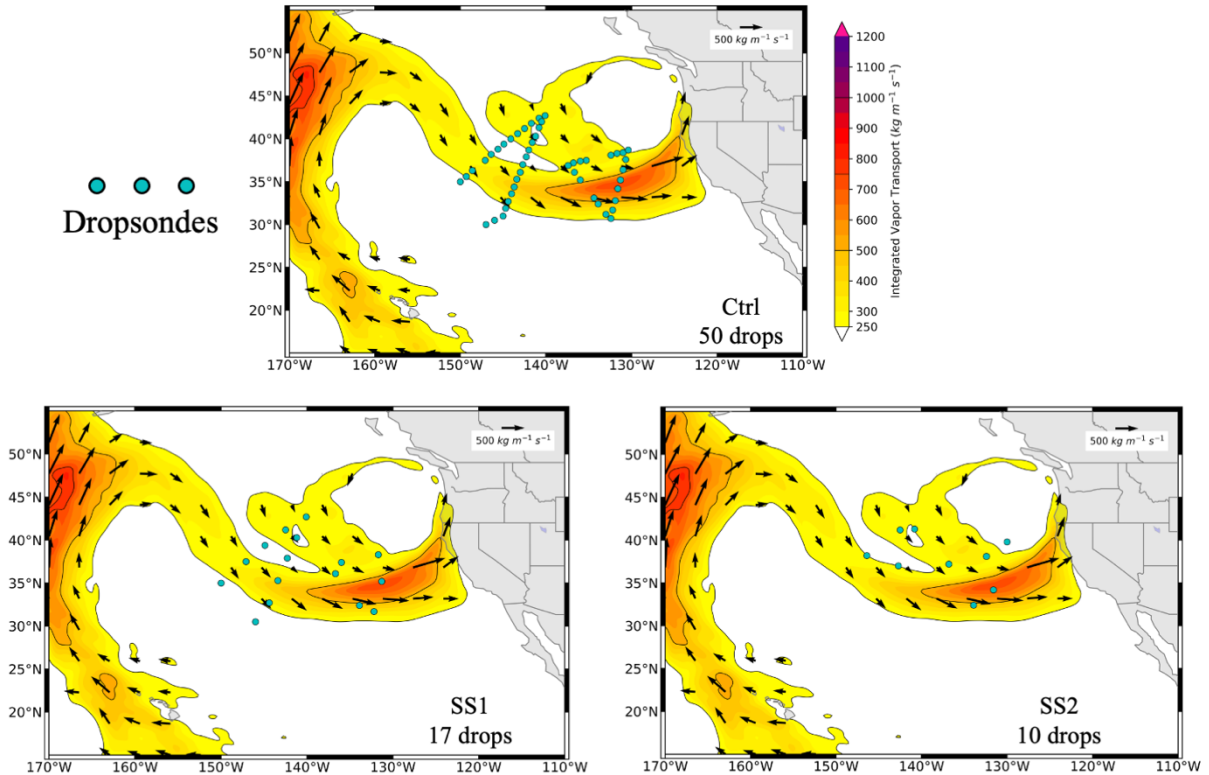 50°N
45°N
40°N
35°N
30°N
25°N
20°N
170°W 160°W 150°W 140°W 130°W 120°W 110°W
500 kg m⁻¹ s⁻¹
Ctrl
50 drops
1200
1100
1000
900
800
700
600
500
400
300
250
Integrated Vapor Transport (kg m⁻¹ s⁻¹)
Dropsondes
50°N
45°N
40°N
35°N
30°N
25°N
20°N
170°W 160°W 150°W 140°W 130°W 120°W 110°W
500 kg m⁻¹ s⁻¹
SS1
17 drops
50°N
45°N
40°N
35°N
30°N
25°N
20°N
170°W 160°W 150°W 140°W 130°W 120°W 110°W
500 kg m⁻¹ s⁻¹
SS2
10 drops